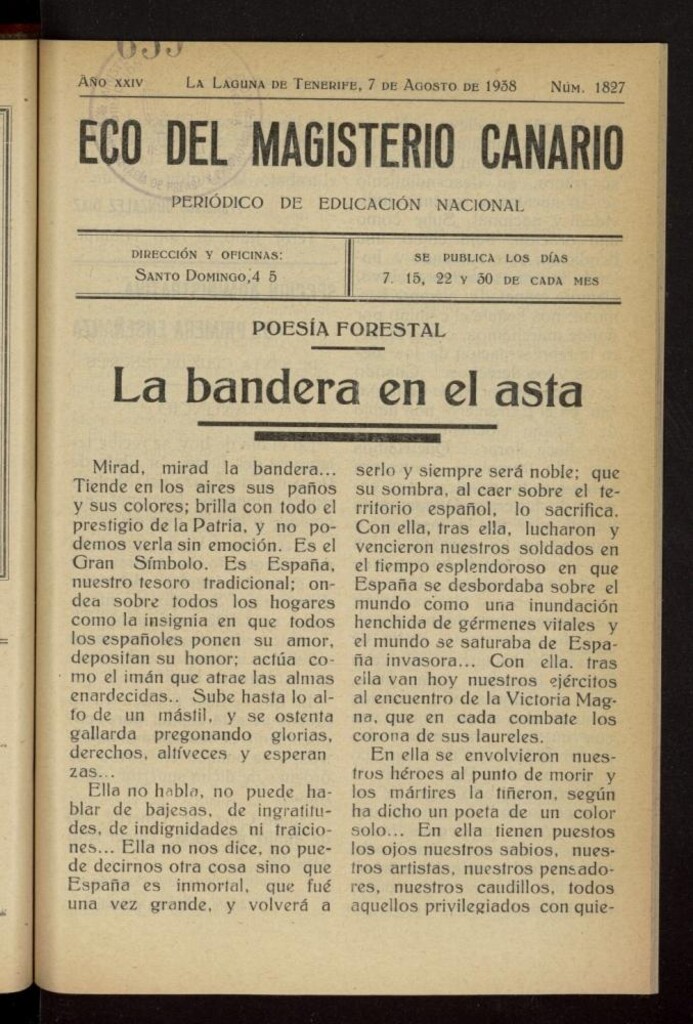 Año XXIV La Laguna de Tenerife, 7 de Agosto de 1938 Núm. 1827
ECO DEL MAGISTERIO CANARIO
PERIÓDICO DE EDUCACIÓN NACIONAL
DIRECCIÓN Y OFICINAS:
Santo Domingo, 4 5
SE PUBLICA LOS DÍAS
7. 15, 22 Y 30 DE CADA MES
POESÍA FORESTAL
La bandera en el asta
Mirad, mirad la bandera...
Tiende en los aires sus paños
y sus colores; brilla con todo el
prestigio de la Patria, y no po-
demos verla sin emoción. Es el
Gran Símbolo. Es España,
nuestro tesoro tradicional; on-
dea sobre todos los hogares
como la insignia en que todos
los españoles ponen su amor,
depositan su honor; actúa co-
mo el imán que atrae las almas
enardecidas.. Sube hasta lo al-
to de un mástil, y se ostenta
gallarda pregonando glorias,
derechos, altíveces y esperan
zas...
Ella no habla, no puede ha-
blar de bajesas, de ingratitu-
des, de indignidades ni traicio-
nes... Ella no nos dice, no pue-
de decirnos otra cosa sino que
España es inmortal, que fué
una vez grande, y volverá a
serlo y siempre será noble; que
su sombra, al caer sobre el te-
rritorio español, lo sacrifica.
Con ella, tras ella, lucharon y
vencieron nuestros soldados en
el tiempo esplendoroso en que
España se desbordaba sobre el
mundo como una inundación
henchida de gérmenes vitales y
el mundo se saturaba de Espa-
ña invasora... Con ella. tras
ella van hoy nuestros ejércitos
al encuentro de la Victoria Mag-
na, que en cada combate los
corona de sus laureles.
En ella se envolvieron nues-
tros héroes al punto de morir y
los mártires la tiñeron, según
ha dicho un poeta de un color
solo... En ella tienen puestos
los ojos nuestros sabios, nues-
tros artistas, nuestros pensado-
res, nuestros caudillos, todos
aquellos privilegiados con quie-